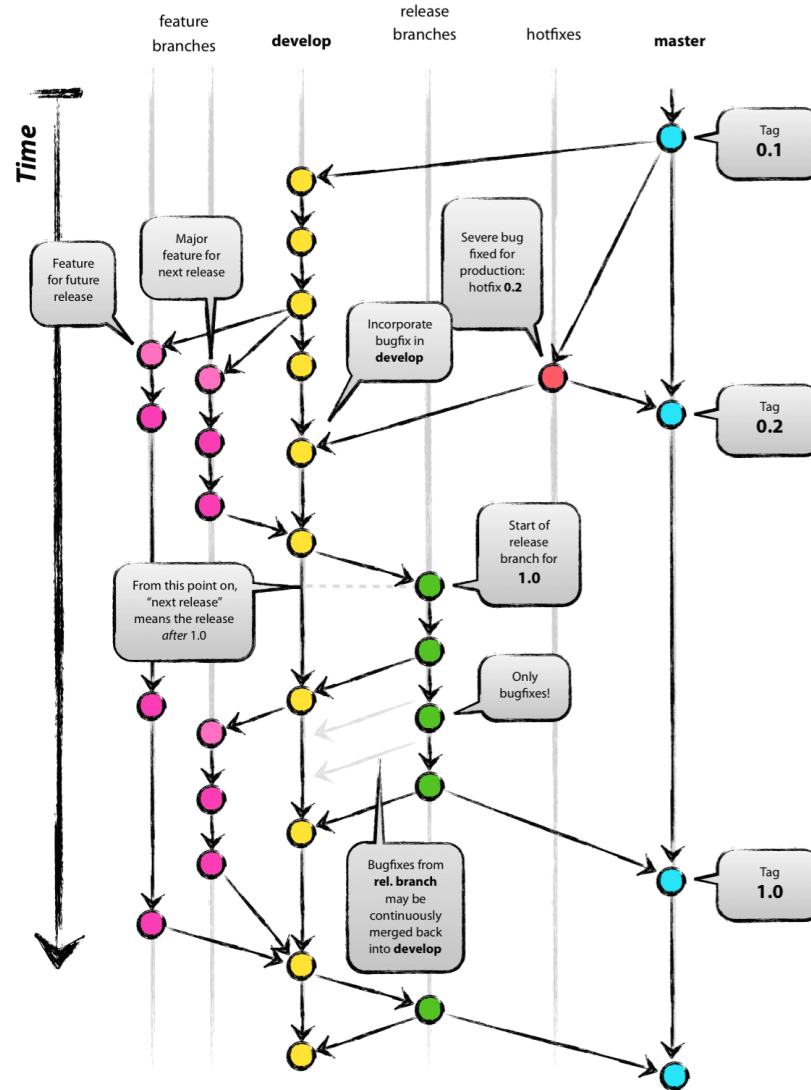 feature
branches
develop
release
branches
hotfixes
master
Time
Tag
0.1
Major
feature for
next release
Feature
for future
release
Severe bug
fixed for
production:
hotfix 0.2
Incorporate
bugfix in
develop
Tag
0.2
Start of
release
branch for
1.0
From this point on,
“next release”
means the release
after 1.0
Only
bugfixes!
Bugfixes from
rel. branch
may be
continuously
merged back
into develop
Tag
1.0